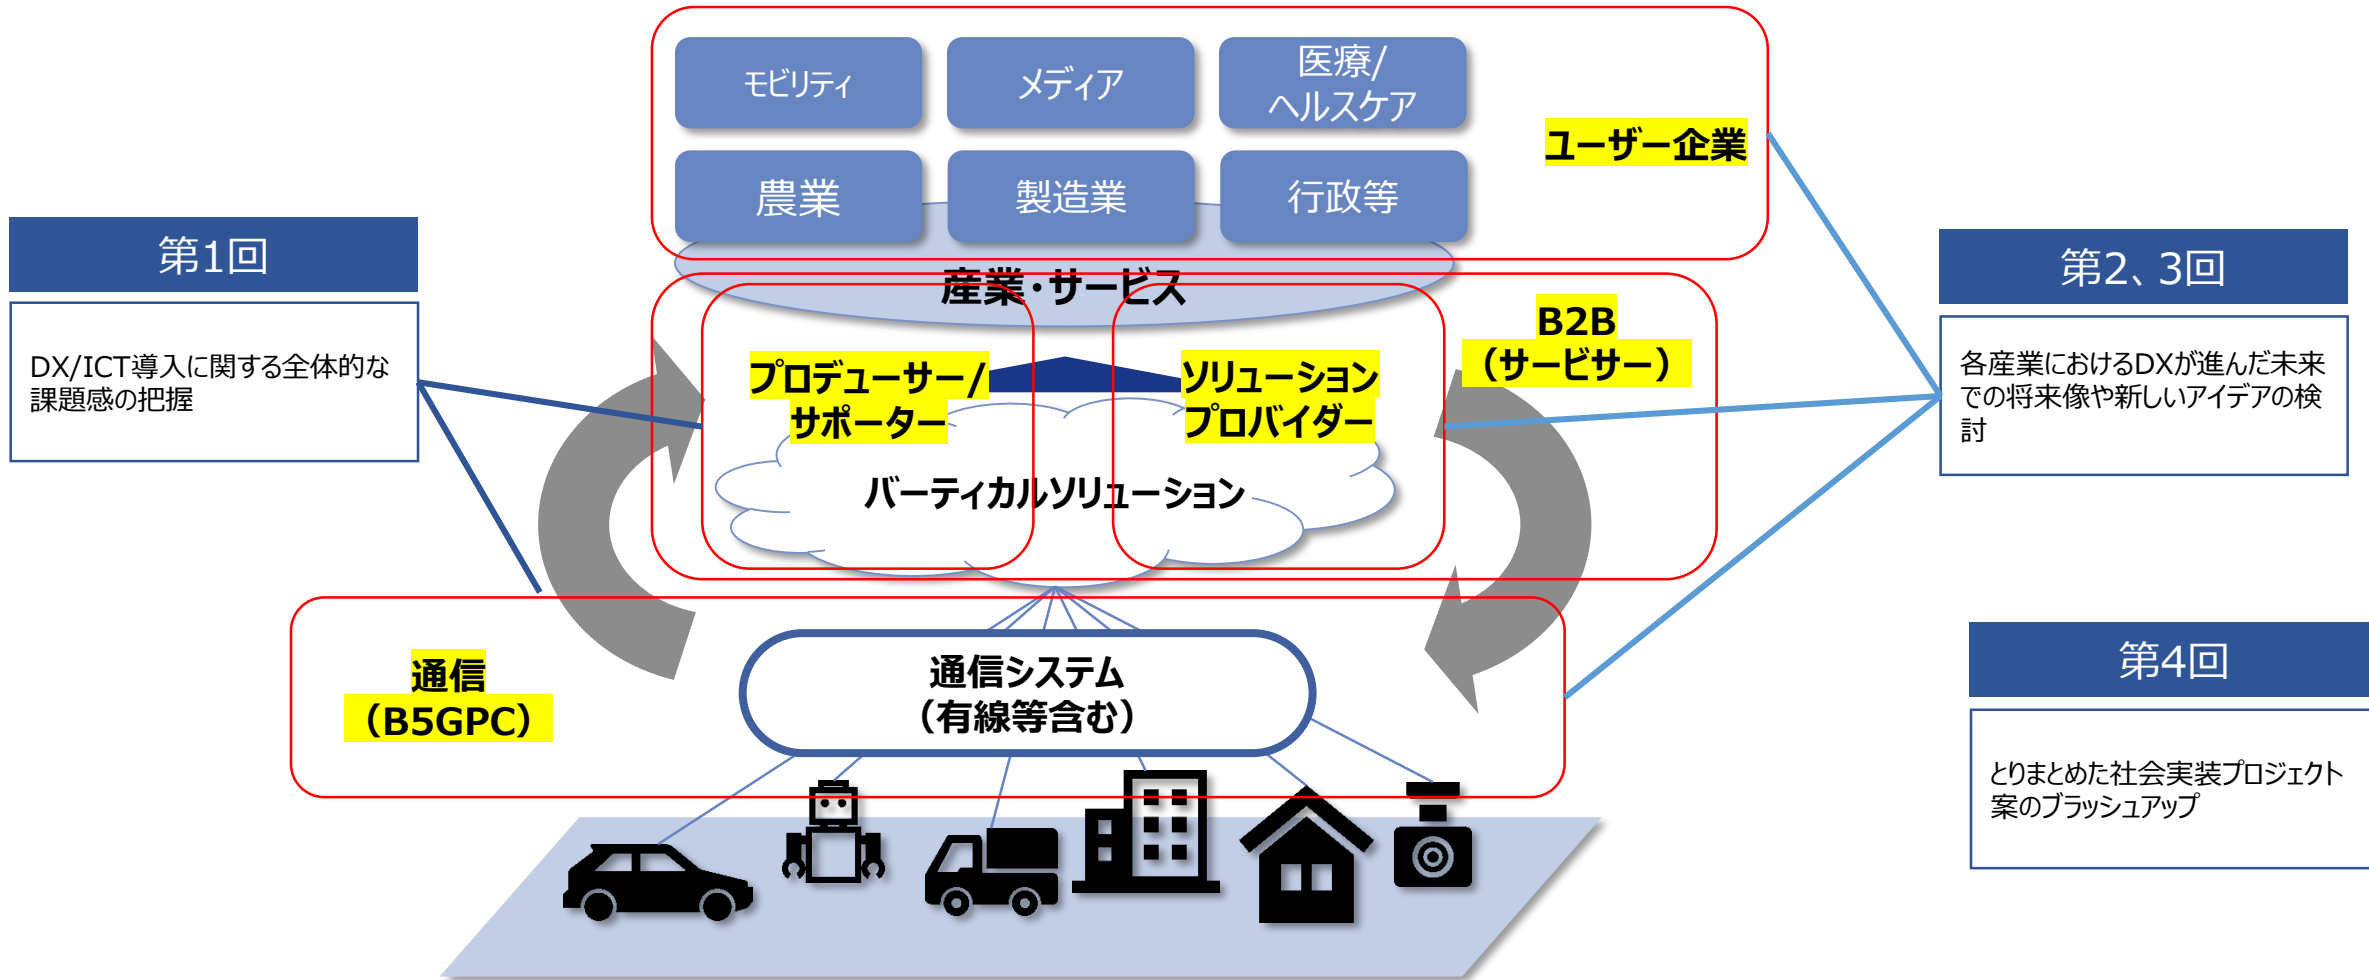 モビリティ
メディア
医療/
ヘルスケア
農業
製造業
行政等
ユーザー企業
産業・サービス
第1回
DX/ICT導入に関する全体的な
課題感の把握
プロデューサー/
サポーター
ソリューション
プロバイダー
B2B
（サービサー）
バーティカルソリューション
第2、3回
各産業におけるDXが進んだ未来
での将来像や新しいアイデアの検
討
通信
（B5GPC）
通信システム
（有線等含む）
第4回
とりまとめた社会実装プロジェクト
案のブラッシュアップ